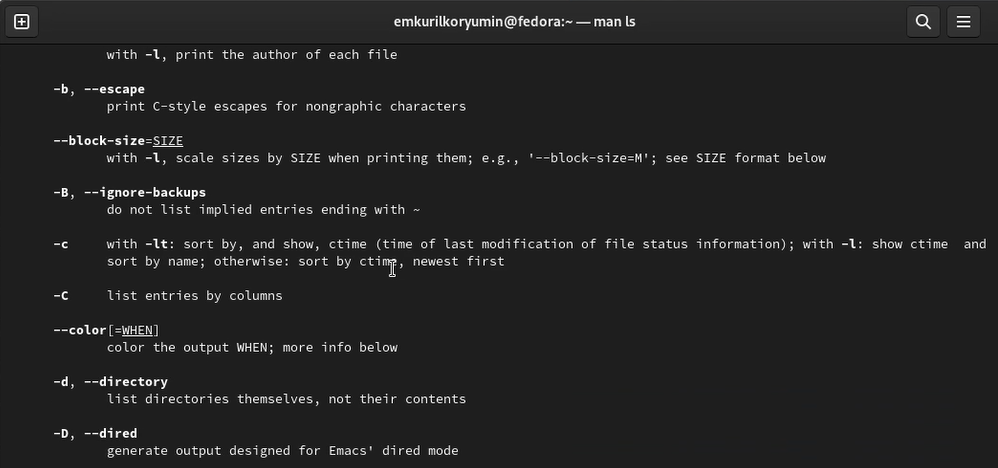 emkurilkoryumin@fedora:~ — man ls
with -l, print the author of each file
-b, --escape
print C-style escapes for nongraphic characters
--block-size=SIZE
with -l, scale sizes by SIZE when printing them; e.g., '--block-size=M'; see SIZE format below
-B, --ignore-backups
do not list implied entries ending with ~
-c     with -lt: sort by, and show, ctime (time of last modification of file status information); with -l: show ctime  and
sort by name; otherwise: sort by ctime, newest first
-C     list entries by columns
--color[=WHEN]
color the output WHEN; more info below
-d, --directory
list directories themselves, not their contents
-D, --dired
generate output designed for Emacs' dired mode